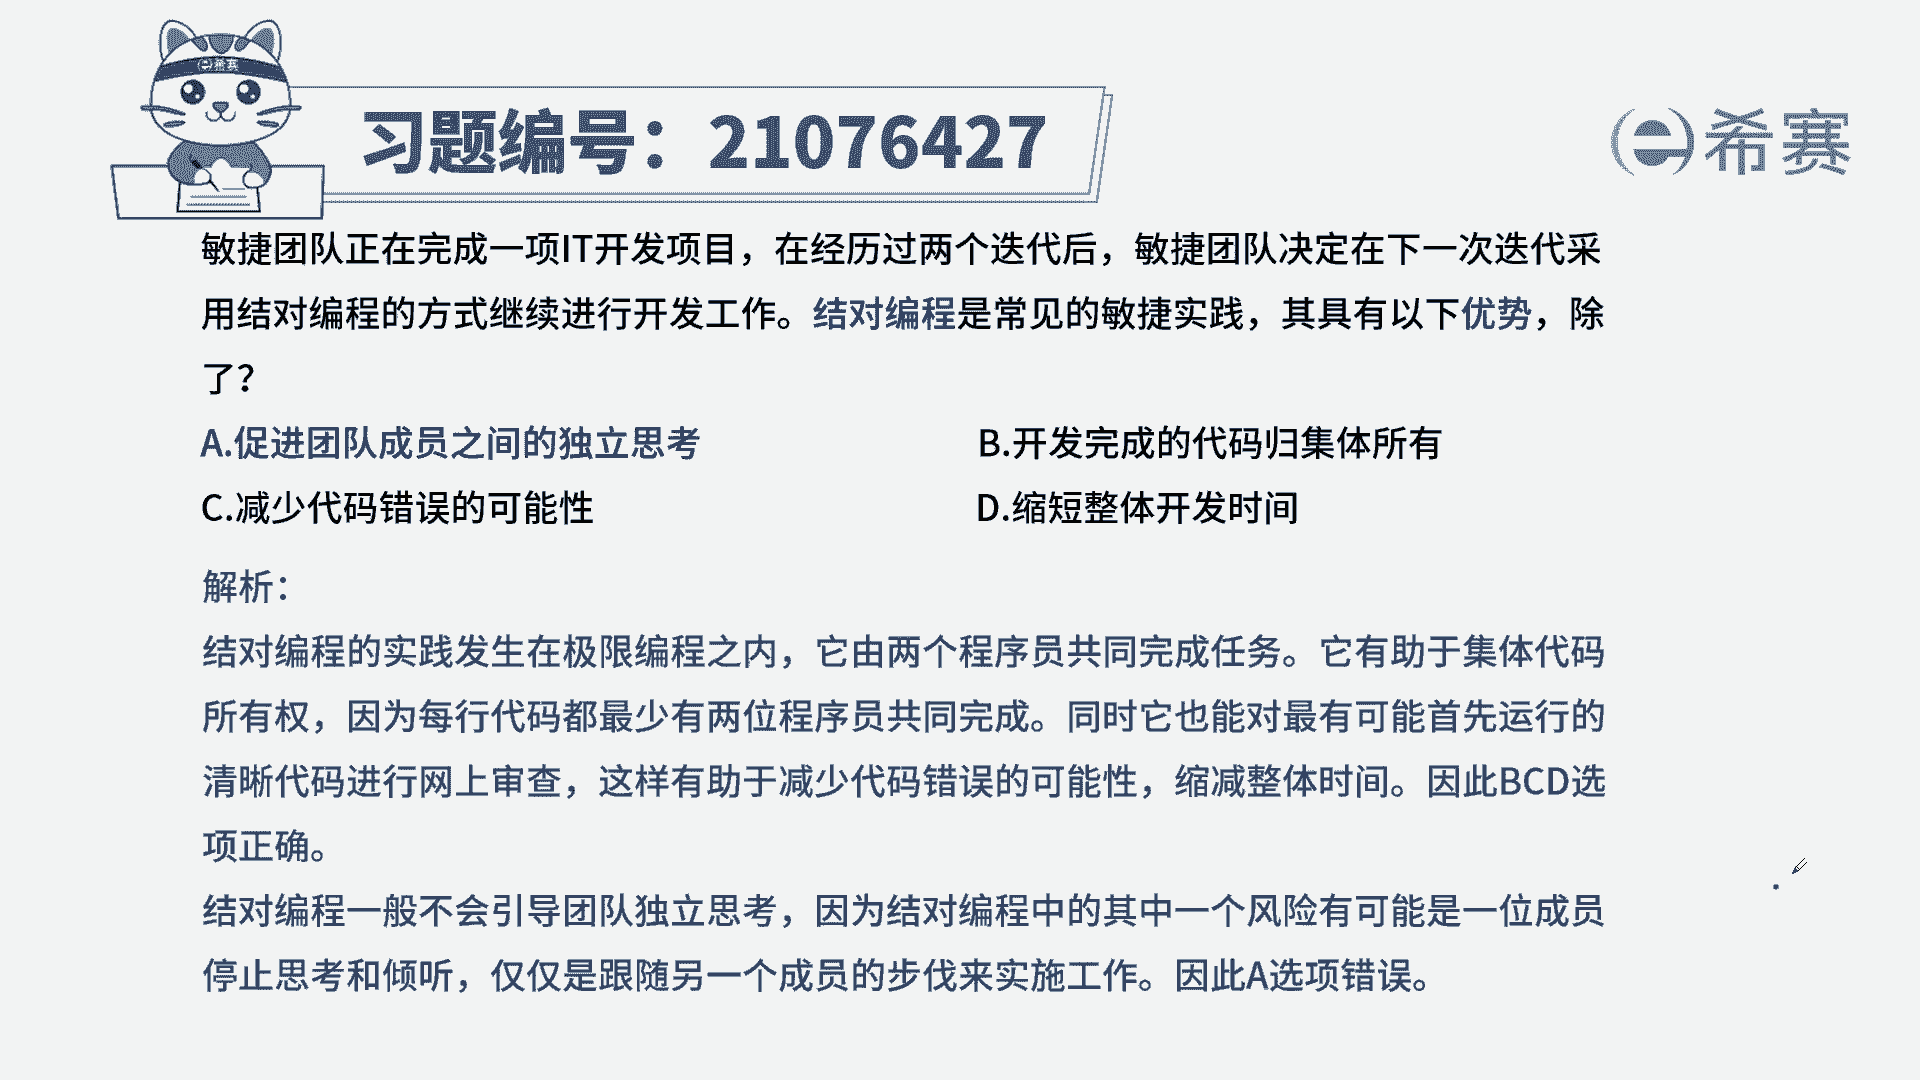 希赛
习题编号：21076427
希赛
敏捷团队正在完成一项IT开发项目，在经历过两个迭代后，敏捷团队决定在下一次迭代采
用结对编程的方式继续进行开发工作。结对编程是常见的敏捷实践，其具有以下优势，除
了？
A.促进团队成员之间的独立思考 B.开发完成的代码归集体所有
C.减少代码错误的可能性 D.缩短整体开发时间
解析：
结对编程的实践发生在极限编程之内，它由两个程序员共同完成任务。它有助于集体代码
所有权，因为每行代码都最少有两位程序员共同完成。同时它也能对最有可能首先运行的
清晰代码进行网上审查，这样有助于减少代码错误的可能性，缩减整体时间。因此BCD选
项正确。
结对编程一般不会引导团队独立思考，因为结对编程中的其中一个风险有可能是一位成员
停止思考和倾听，仅仅是跟随另一个成员的步伐来实施工作。因此A选项错误。